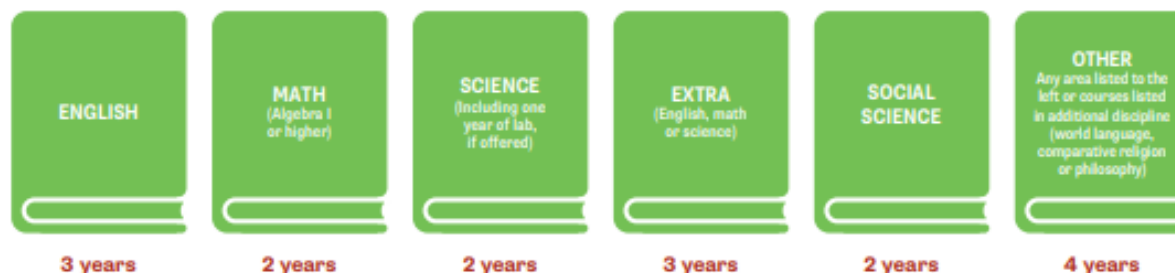 ENGLISH
3 years
MATH
(Algebra I
or higher)
2 years
SCIENCE
(Including one
year of lab,
if offered)
2 years
EXTRA
(English, math
or science)
3 years
SOCIAL
SCIENCE
2 years
OTHER
Any area listed to the
left or courses listed
in additional discipline
(world language,
comparative religion
or philosophy)
4 years